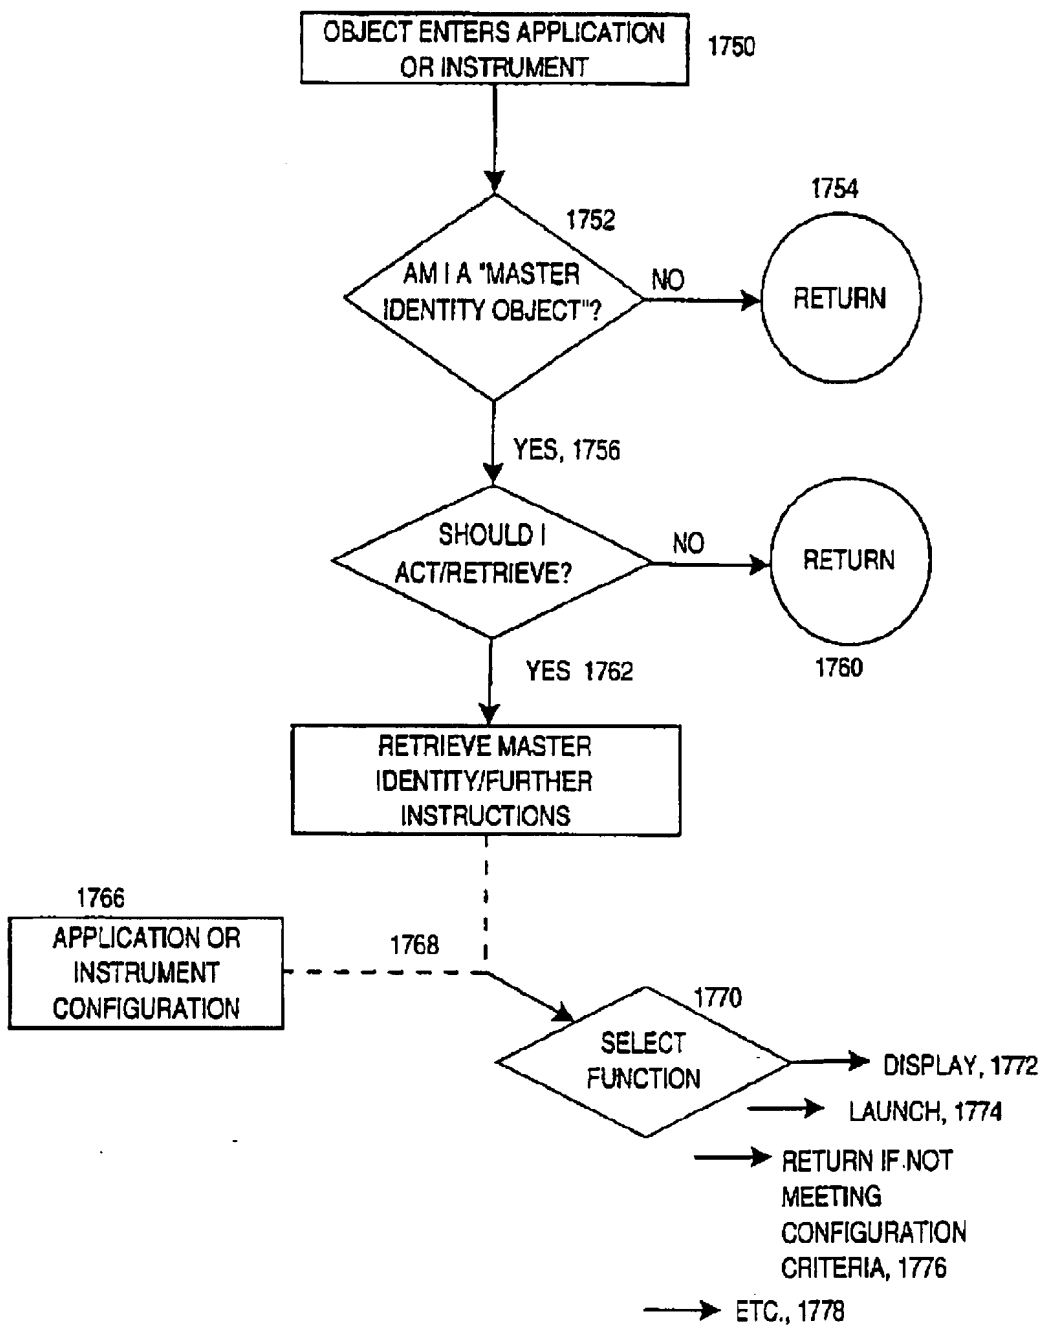 OBJECT ENTERS APPLICATION
OR INSTRUMENT
1750
1752
AM I A "MASTER
IDENTITY OBJECT"?
NO
1754
RETURN
YES, 1756
SHOULD I
ACT/RETRIEVE?
NO
RETURN
1760
YES 1762
RETRIEVE MASTER
IDENTITY/FURTHER
INSTRUCTIONS
1766
APPLICATION OR
INSTRUMENT
CONFIGURATION
1768
1770
SELECT
FUNCTION
DISPLAY, 1772
LAUNCH, 1774
RETURN IF NOT
MEETING
CONFIGURATION
CRITERIA, 1776
ETC., 1778